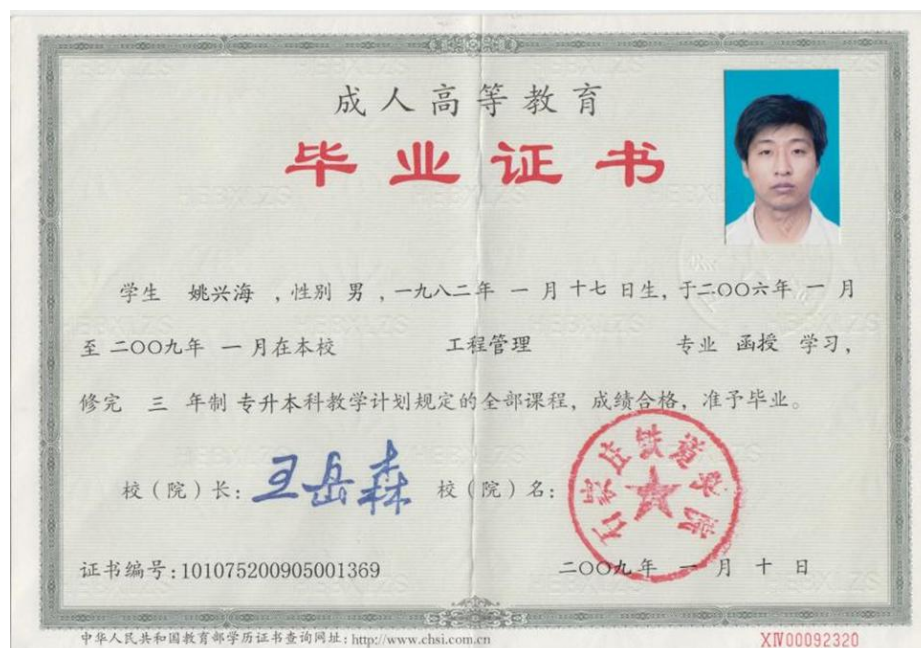 成人高等教育
毕业证书
学生 姚兴海 ，性别 男 ，一九八二年 一 月 十七 日生，于二〇〇六年 一 月
至 二〇〇九年 一 月在本校 工程管理 专业 函授 学习，
修完 三 年制 专升本科教学计划规定的全部课程，成绩合格，准予毕业。
校（院）长：王岳森 校（院）名：
石家庄铁道学院
证书编号：101075200905001369 二〇〇九年 一 月 十 日
中华人民共和国教育部学历证书查询网址：http://www.chsi.com.cn XIV00092320